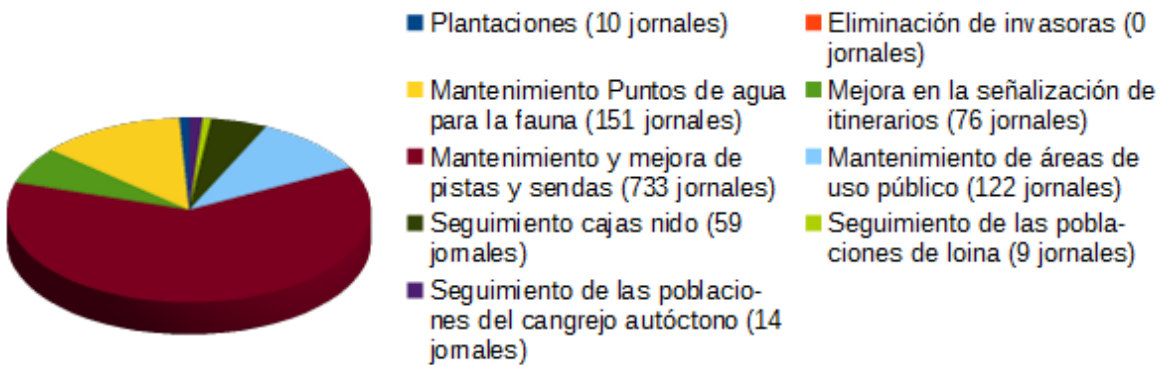 Plantaciones (10 jornales)
Eliminación de invasoras (0
jornales)
Mantenimiento Puntos de agua
para la fauna (151 jornales)
Mejora en la señalización de
itinerarios (76 jornales)
Mantenimiento y mejora de
pistas y sendas (733 jornales)
Mantenimiento de áreas de
uso público (122 jornales)
Seguimiento cajas nido (59
jornales)
Seguimiento de las pobla-
ciones de loina (9 jornales)
Seguimiento de las poblacio-
nes del cangrejo autóctono (14
jornales)